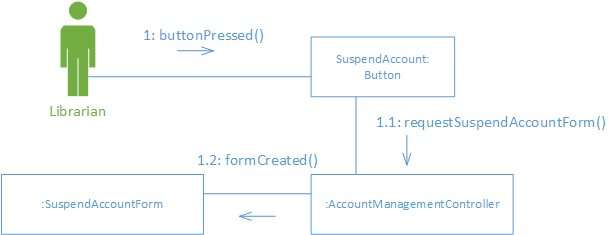 1: buttonPressed()
SuspendAccount:
Button
Librarian
1.1: requestSuspendAccountForm()
1.2: formCreated()
:SuspendAccountForm
:AccountManagementController